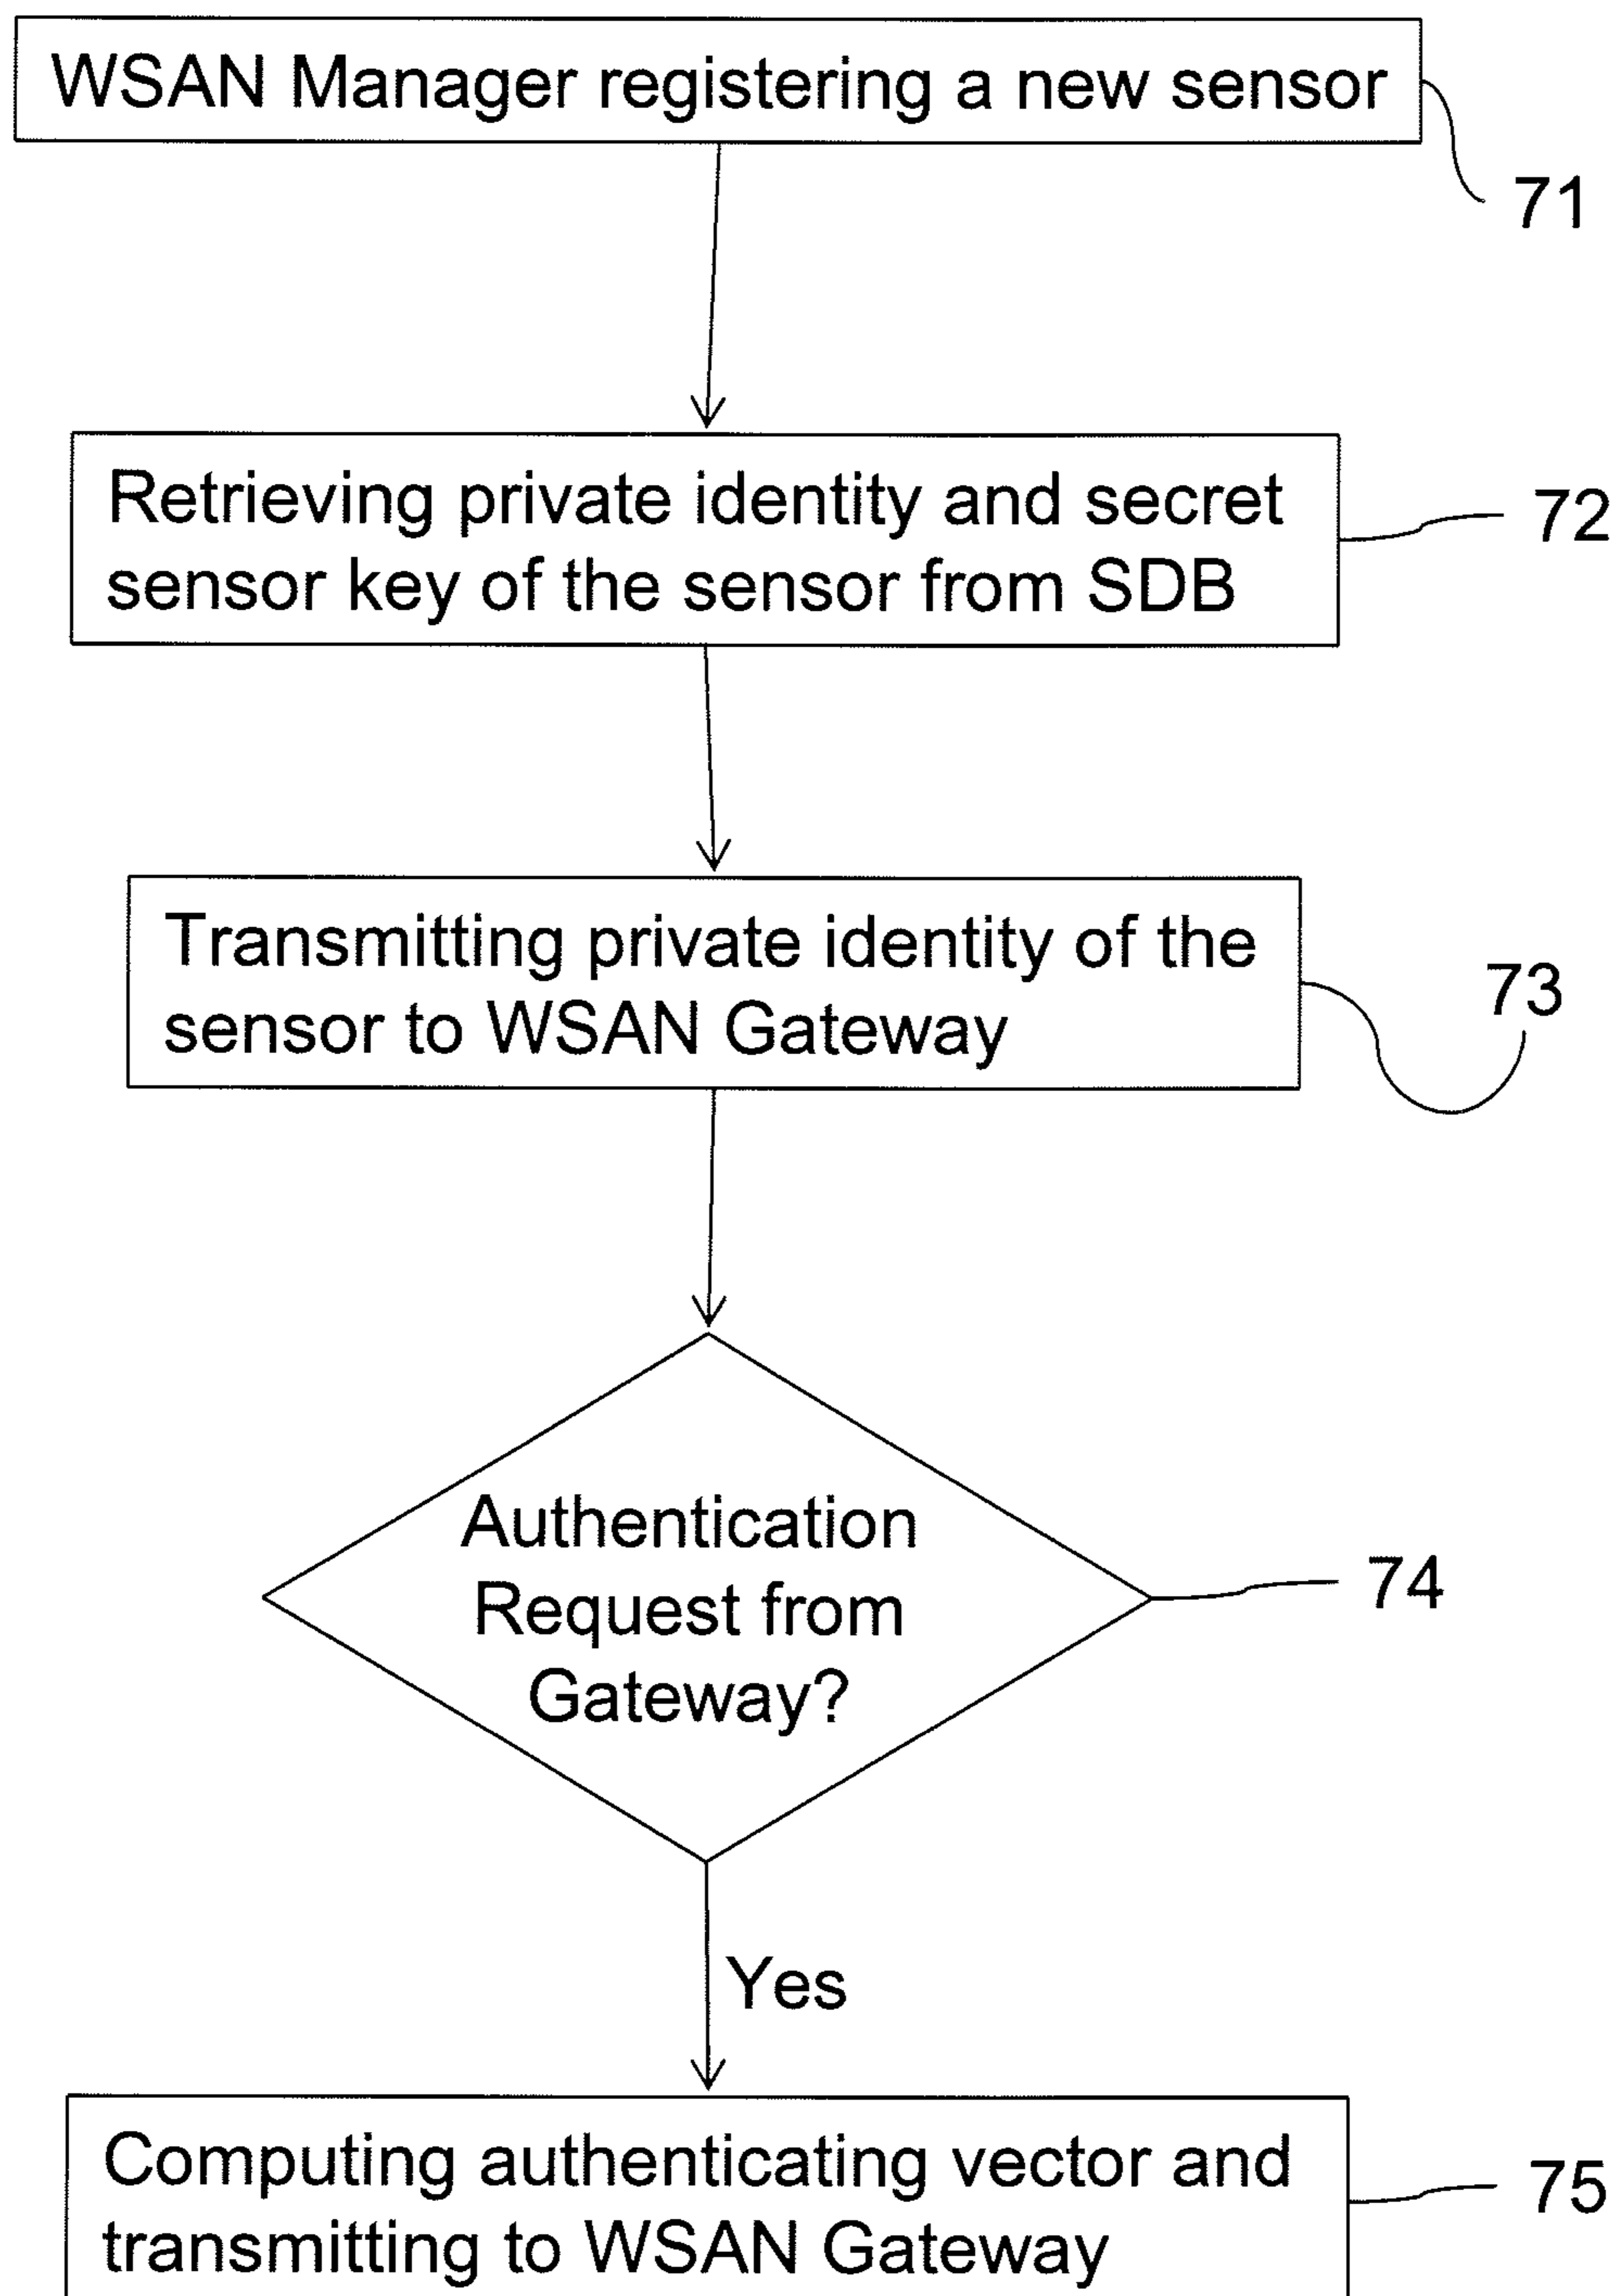 WSAN Manager registering a new sensor
71
Retrieving private identity and secret
sensor key of the sensor from SDB
72
Transmitting private identity of the
sensor to WSAN Gateway
73
Authentication
Request from
Gateway?
74
Yes
Computing authenticating vector and
transmitting to WSAN Gateway
75